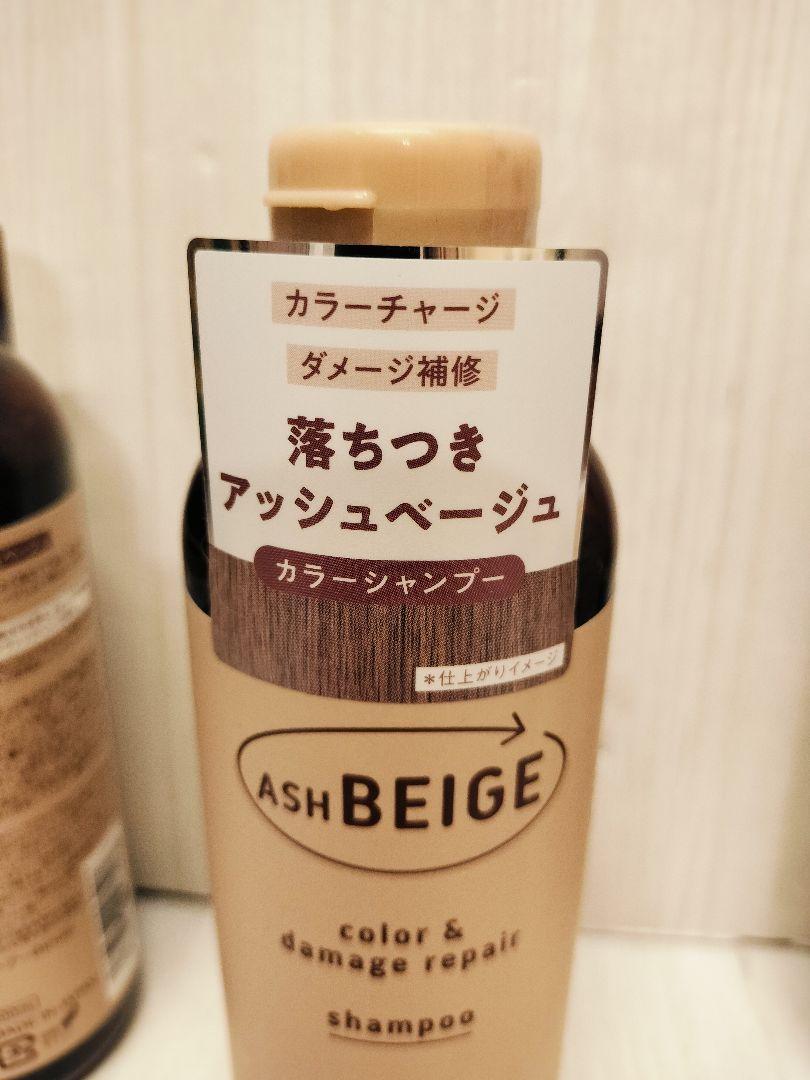 カラーチャージ
ダメージ補修
落ちつき
アッシュベージュ
カラーシャンプー
*仕上がりイメージ
ASH BEIGE
color &
damage repair
shampoo